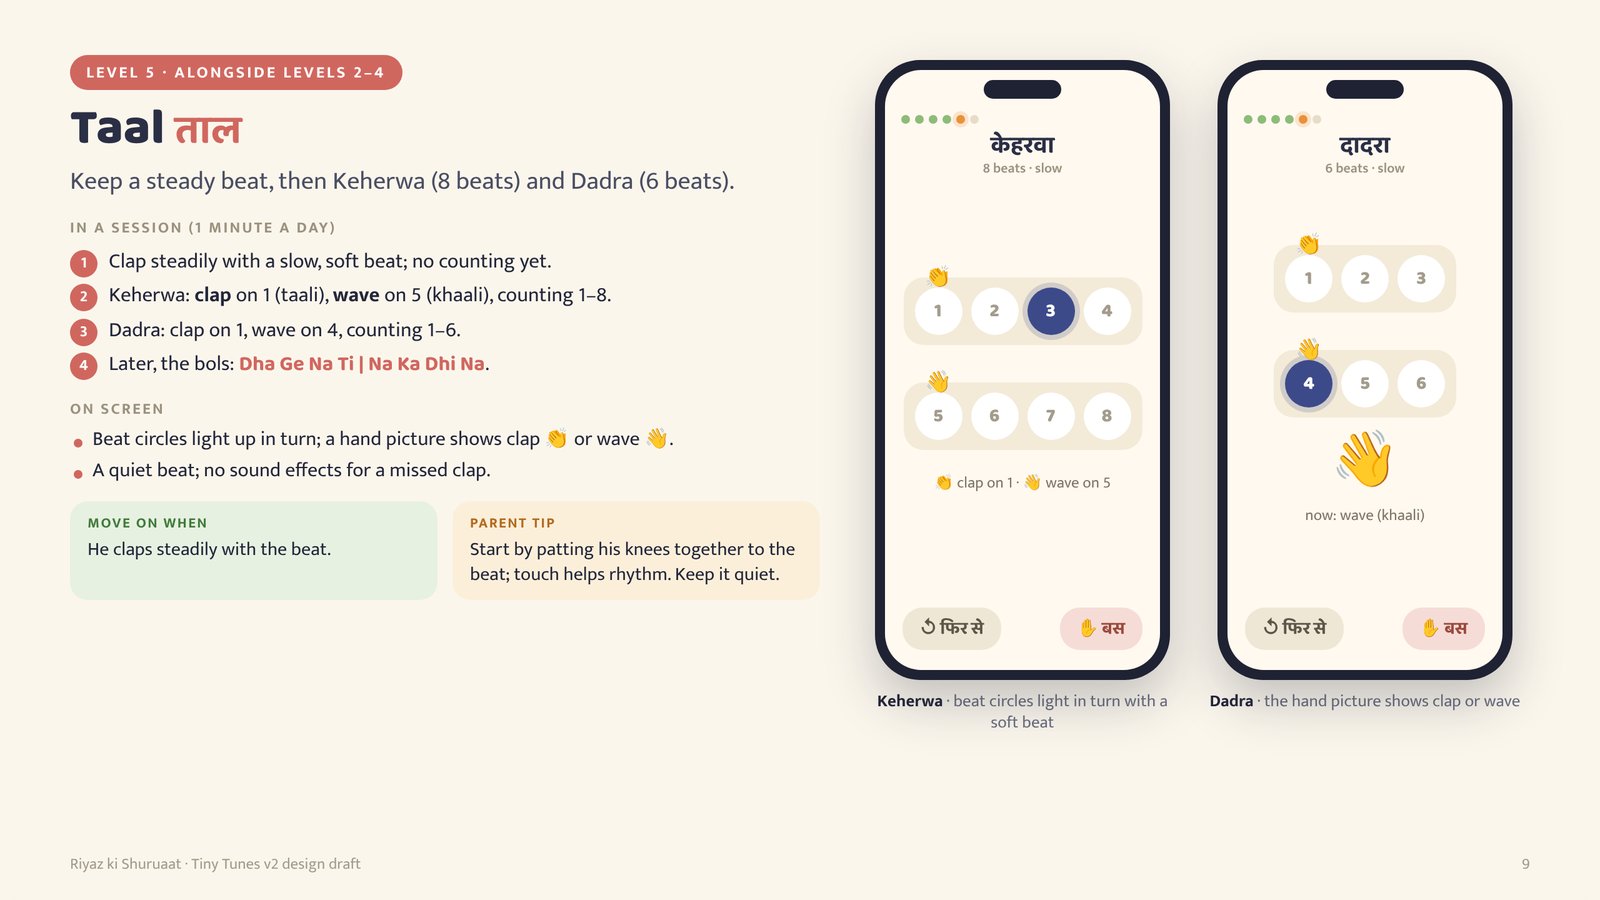 LEVEL 5 · ALONGSIDE LEVELS 2–4
Taal ताल
Keep a steady beat, then Keherwa (8 beats) and Dadra (6 beats).
IN A SESSION (1 MINUTE A DAY)
1 Clap steadily with a slow, soft beat; no counting yet.
2 Keherwa: clap on 1 (taali), wave on 5 (khaali), counting 1–8.
3 Dadra: clap on 1, wave on 4, counting 1–6.
4 Later, the bols: Dha Ge Na Ti | Na Ka Dhi Na.
ON SCREEN
Beat circles light up in turn; a hand picture shows clap 👏 or wave 👋.
A quiet beat; no sound effects for a missed clap.
MOVE ON WHEN
He claps steadily with the beat.
PARENT TIP
Start by patting his knees together to the
beat; touch helps rhythm. Keep it quiet.
केहरवा
8 beats · slow
1 2 3 4
5 6 7 8
👏 clap on 1 · 👋 wave on 5
फिर से
बस
Keherwa · beat circles light in turn with a
soft beat
दादरा
6 beats · slow
1 2 3
4 5 6
now: wave (khaali)
फिर से
बस
Dadra · the hand picture shows clap or wave
Riyaz ki Shuruaat · Tiny Tunes v2 design draft
9